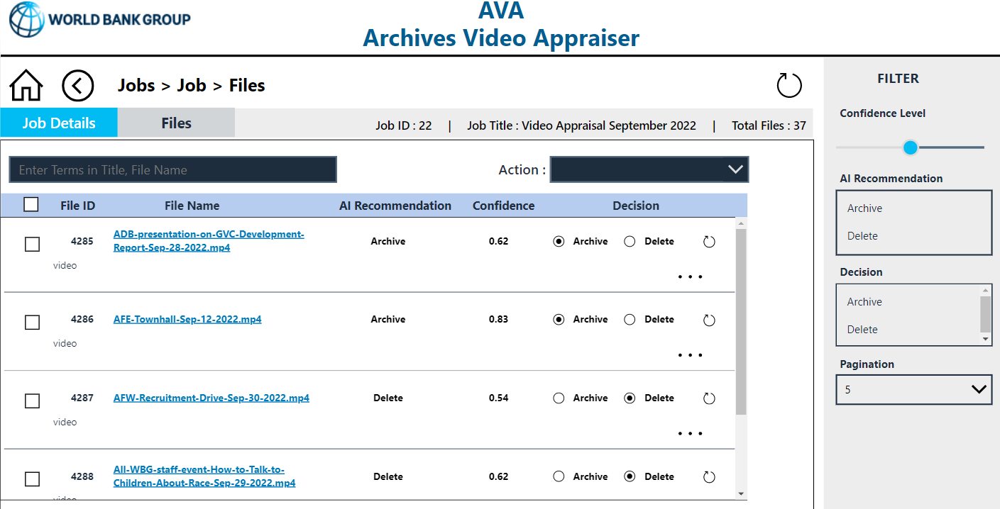 WORLD BANK GROUP
AVA
Archives Video Appraiser
Jobs > Job > Files
Job Details
Files
Job ID : 22 | Job Title : Video Appraisal September 2022 | Total Files : 37
Enter Terms in Title, File Name
Action :
File ID File Name AI Recommendation Confidence Decision
4285 ADB-presentation-on-GVC-Development-
Report-Sep-28-2022.mp4 Archive 0.62 Archive Delete
video
...
4286 AFE-Townhall-Sep-12-2022.mp4 Archive 0.83 Archive Delete
video
...
4287 AFW-Recruitment-Drive-Sep-30-2022.mp4 Delete 0.54 Archive Delete
video
...
4288 All-WBG-staff-event-How-to-Talk-to-
Children-About-Race-Sep-29-2022.mp4 Delete 0.62 Archive Delete
video
FILTER
Confidence Level
AI Recommendation
Archive
Delete
Decision
Archive
Delete
Pagination
5